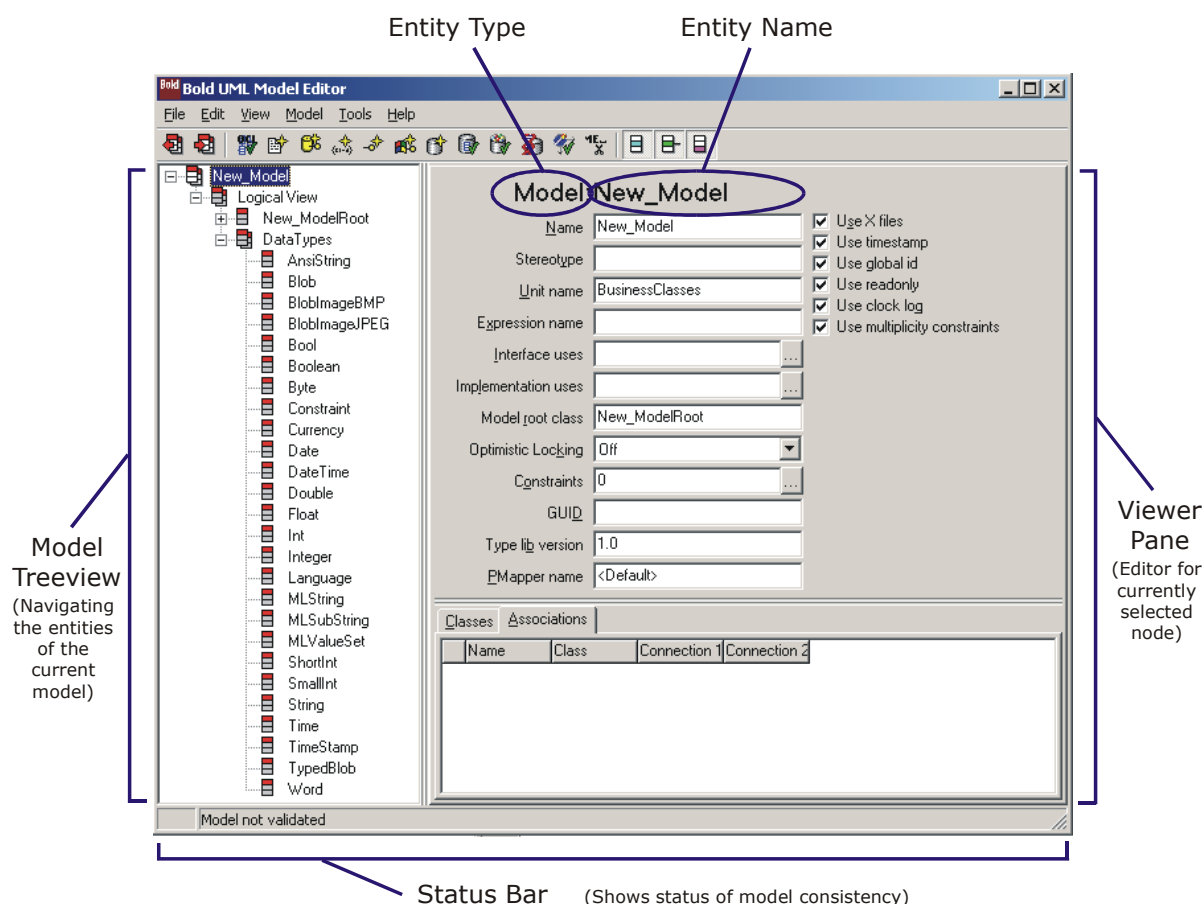 Entity Type
Entity Name
Bold Bold UML Model Editor
File Edit View Model Tools Help
New_Model
Logical View
New_ModelRoot
DataTypes
AnsiString
Blob
BlobImageBMP
BlobImageJPEG
Bool
Boolean
Byte
Constraint
Currency
Date
DateTime
Double
Float
Int
Integer
Language
MLString
MLSubString
MLValueSet
ShortInt
SmallInt
String
Time
TimeStamp
TypedBlob
Word
Model: New_Model
Name New_Model
Stereotype
Unit name BusinessClasses
Expression name
Interface uses ...
Implementation uses ...
Model root class New_ModelRoot
Optimistic Locking Off
Constraints 0 ...
GUID
Type lib version 1.0
PMapper name <Default>
Use X files
Use timestamp
Use global id
Use readonly
Use clock log
Use multiplicity constraints
Classes Associations
Name Class Connection 1 Connection 2
Model not validated
Model
Treeview
(Navigating
the entities
of the
current
model)
Viewer
Pane
(Editor for
currently
selected
node)
Status Bar (Shows status of model consistency)